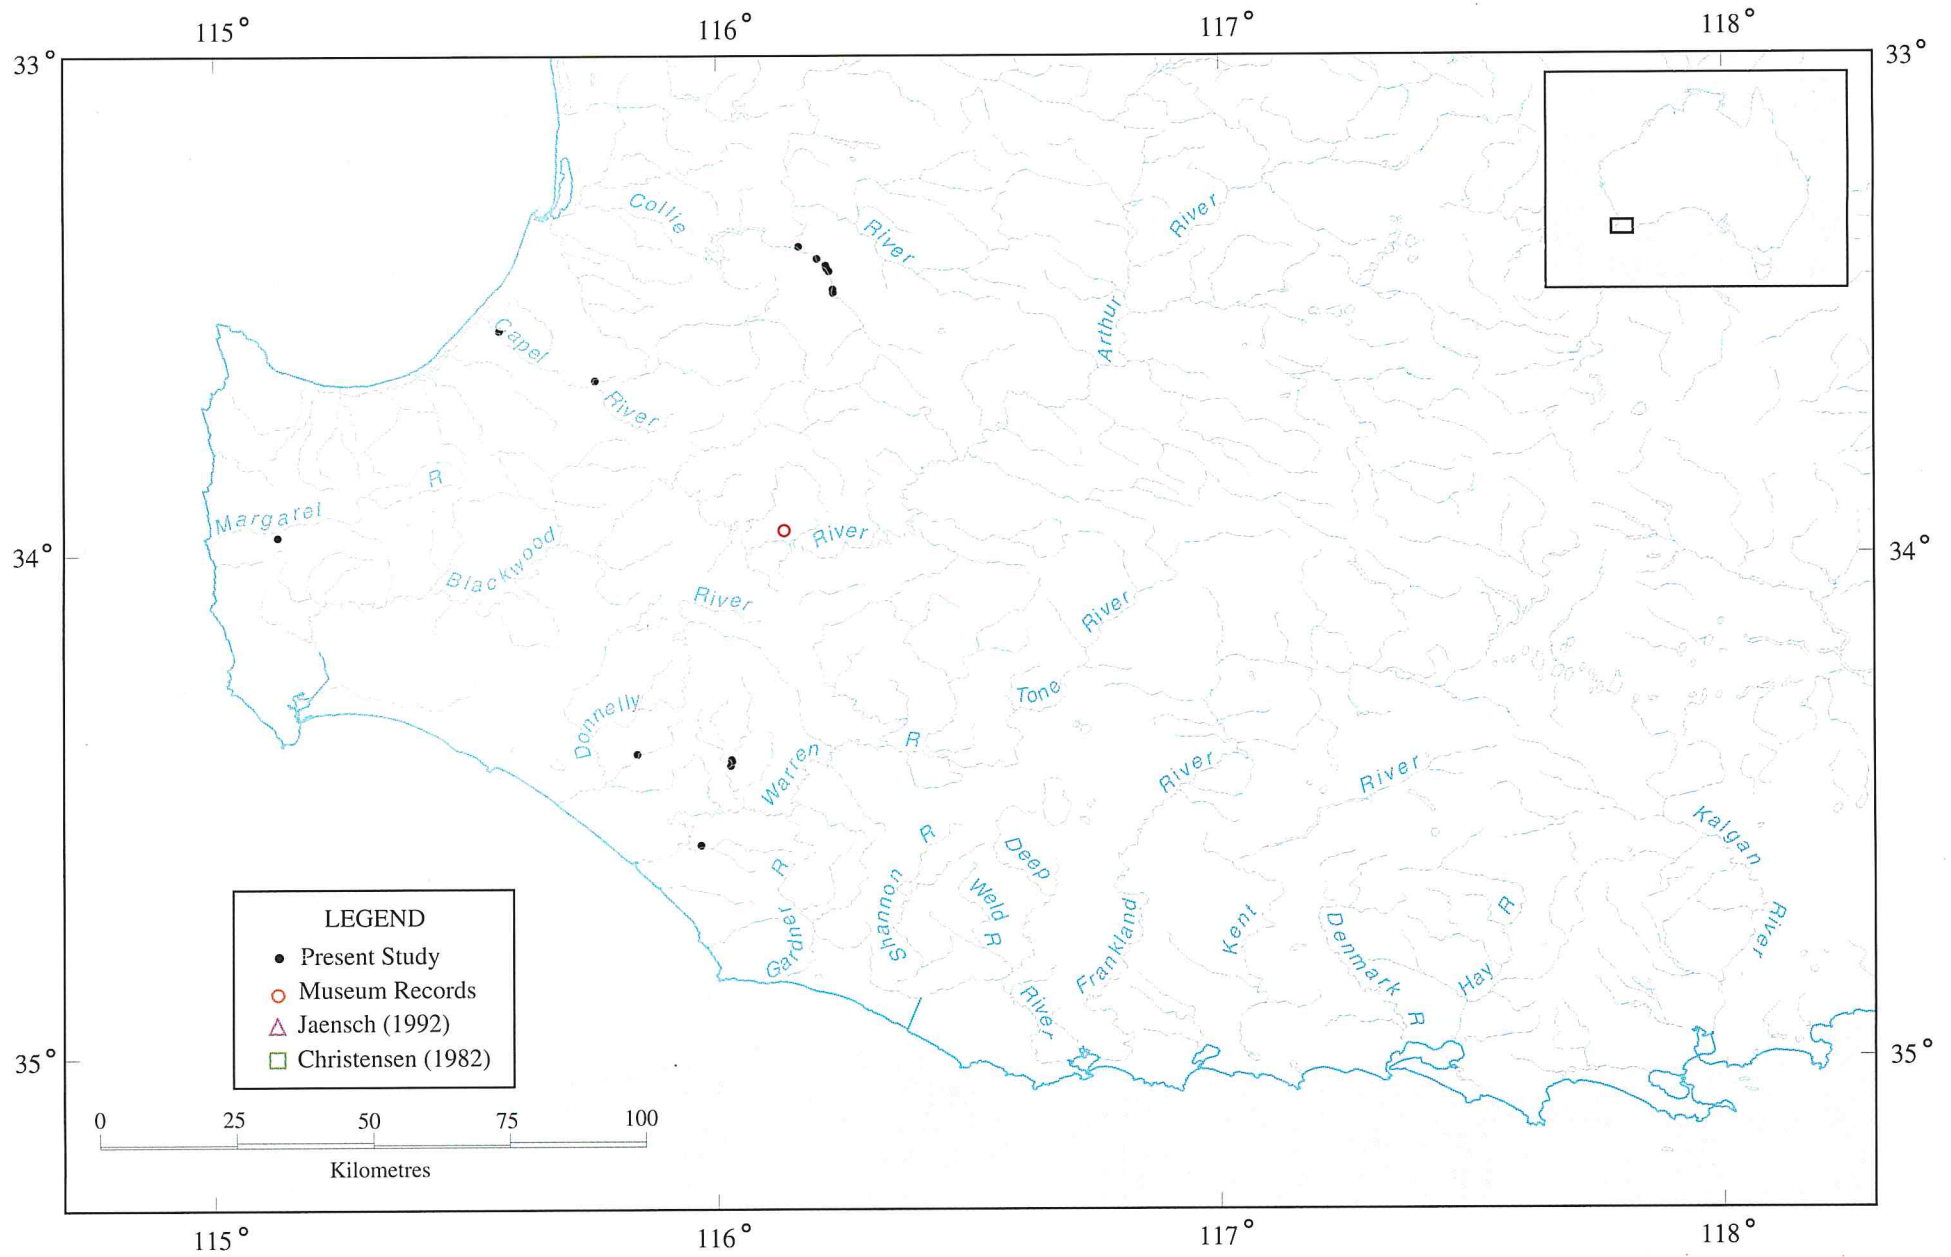 115° 116° 117° 118°
33° 33°
Collie River
River
Arthur
Capel River
R
Margaret
River
Blackwood
34° 34°
River
River
Tone
Donnelly
R
Warren
River
River
Kalgan River
R
Deep River
R
Weld R
Shannon
Gardner
Frankland
Kent
Denmark R
R
Hay
LEGEND
Present Study
Museum Records
Jaensch (1992)
Christensen (1982)
35° 35°
0 25 50 75 100
Kilometres
115° 116° 117° 118°